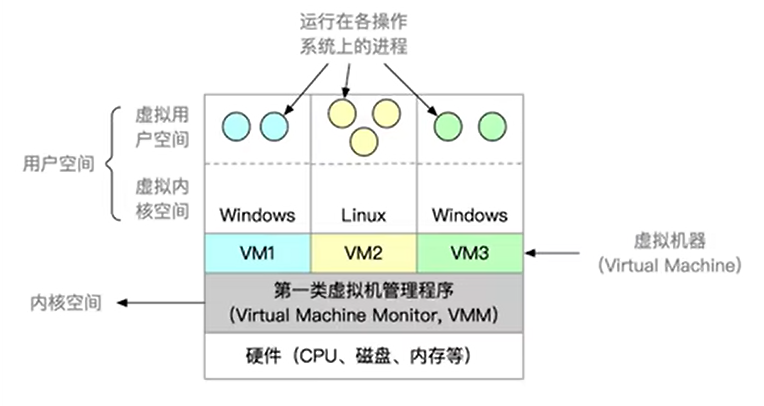 运行在各操作
系统上的进程
虚拟用
户空间
用户空间
虚拟内
核空间
Windows
Linux
Windows
VM1
VM2
VM3
虚拟机器
(Virtual Machine)
第一类虚拟机管理程序
(Virtual Machine Monitor, VMM)
内核空间
硬件(CPU、磁盘、内存等)